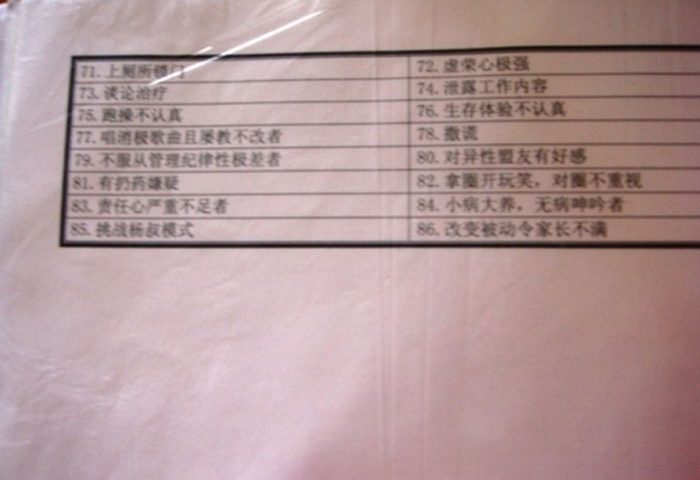 71. 上厕所锁门 72. 虚荣心极强
73. 谈论治疗 74. 泄露工作内容
75. 跑操不认真 76. 生存体验不认真
77. 唱消极歌曲且屡教不改者 78. 撒谎
79. 不服从管理纪律性极差者 80. 对异性盟友有好感
81. 有扔药嫌疑 82. 拿圈开玩笑，对圈不重视
83. 责任心严重不足者 84. 小病大养，无病呻吟者
85. 挑战杨叔模式 86. 改变被动令家长不满